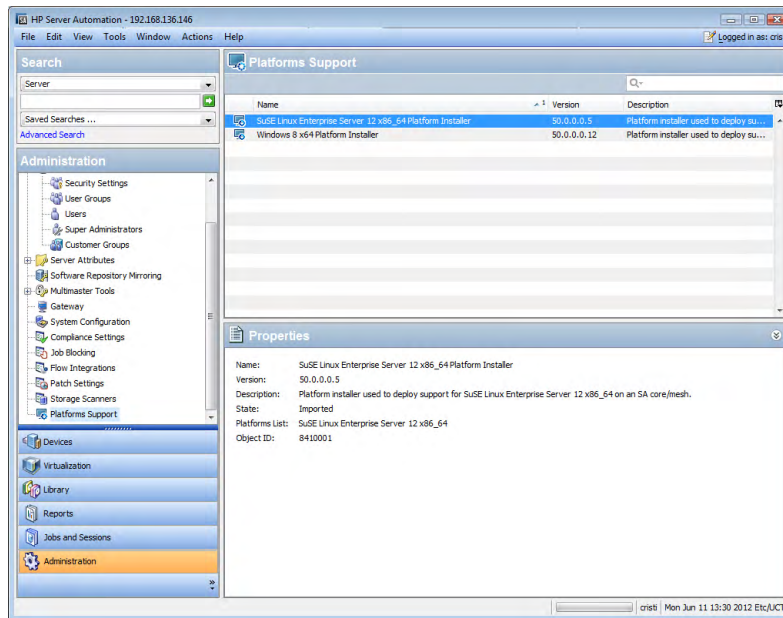 HP Server Automation - 192.168.136.146
File Edit View Tools Window Actions Help
Logged in as: cris
Search
Server
Saved Searches ...
Advanced Search
Administration
Security Settings
User Groups
Users
Super Administrators
Customer Groups
Server Attributes
Software Repository Mirroring
Multimaster Tools
Gateway
System Configuration
Compliance Settings
Job Blocking
Flow Integrations
Patch Settings
Storage Scanners
Platforms Support
Devices
Virtualization
Library
Reports
Jobs and Sessions
Administration
Platforms Support
Name 1 Version Description
SuSE Linux Enterprise Server 12 x86_64 Platform Installer 50.0.0.0.5 Platform installer used to deploy su...
Windows 8 x64 Platform Installer 50.0.0.0.12 Platform installer used to deploy su...
Properties
Name: SuSE Linux Enterprise Server 12 x86_64 Platform Installer
Version: 50.0.0.0.5
Description: Platform installer used to deploy support for SuSE Linux Enterprise Server 12 x86_64 on an SA core/mesh.
State: Imported
Platforms List: SuSE Linux Enterprise Server 12 x86_64
Object ID: 8410001
cristi Mon Jun 11 13:30 2012 Etc/UCT